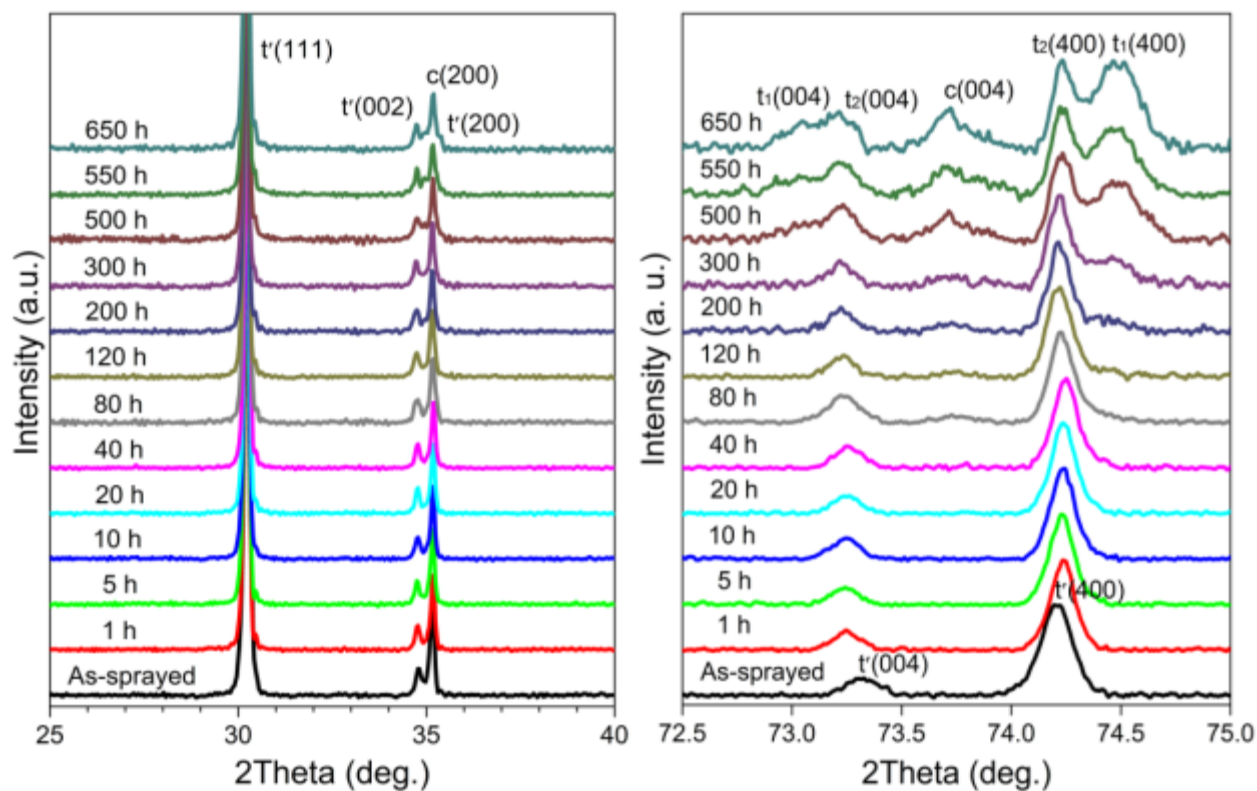 Intensity (a.u.)
t′(111)
c(200)
t′(002)
t′(200)
650 h
550 h
500 h
300 h
200 h
120 h
80 h
40 h
20 h
10 h
5 h
1 h
As-sprayed
25
30
35
40
2Theta (deg.)
Intensity (a. u.)
t₂(400)
t₁(400)
t₁(004)
t₂(004)
c(004)
650 h
550 h
500 h
300 h
200 h
120 h
80 h
40 h
20 h
10 h
5 h
t′(400)
1 h
t′(004)
As-sprayed
72.5
73.0
73.5
74.0
74.5
75.0
2Theta (deg.)